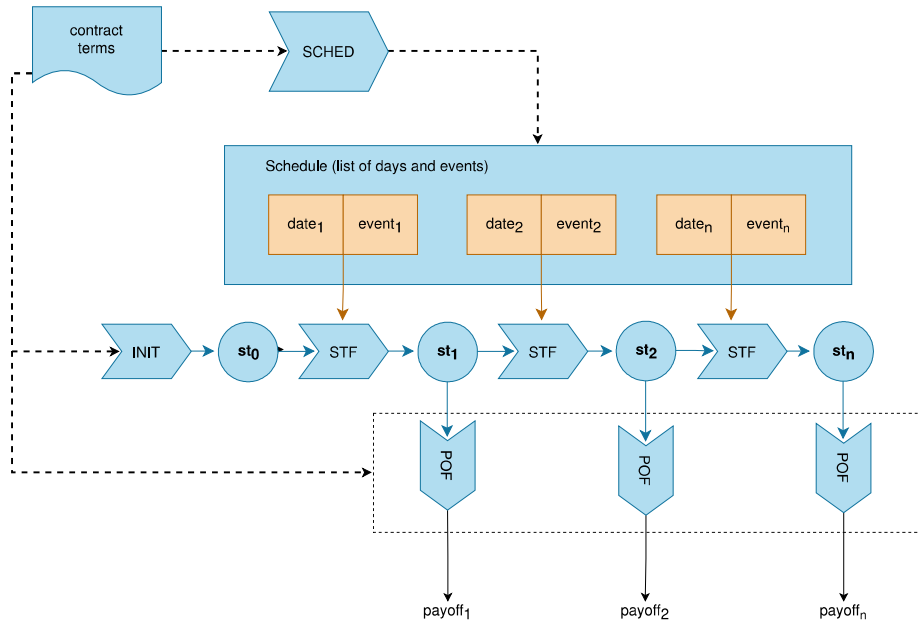 contract
terms
SCHED
Schedule (list of days and events)
date₁ event₁ date₂ event₂ dateₙ eventₙ
INIT st₀ STF st₁ STF st₂ STF stₙ
POF POF POF
payoff₁ payoff₂ payoffₙ